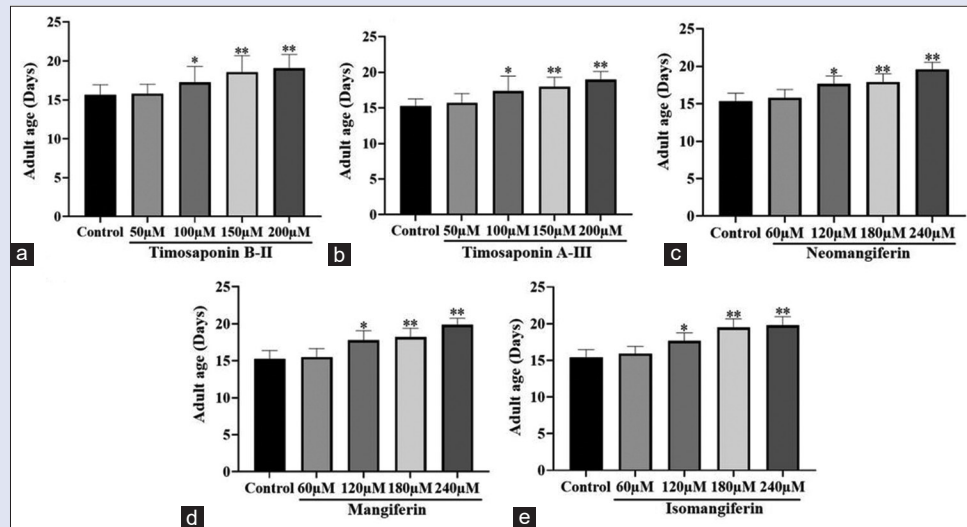 Adult age (Days)
25
20
15
10
5
0
* ** **
Control 50μM 100μM 150μM 200μM
Timosaponin B-II
a
Adult age (Days)
25
20
15
10
5
0
* ** **
Control 50μM 100μM 150μM 200μM
Timosaponin A-III
b
Adult age (Days)
25
20
15
10
5
0
* ** **
Control 60μM 120μM 180μM 240μM
Neomangiferin
c
Adult age (Days)
25
20
15
10
5
0
* ** **
Control 60μM 120μM 180μM 240μM
Mangiferin
d
Adult age (Days)
25
20
15
10
5
0
* ** **
Control 60μM 120μM 180μM 240μM
Isomangiferin
e